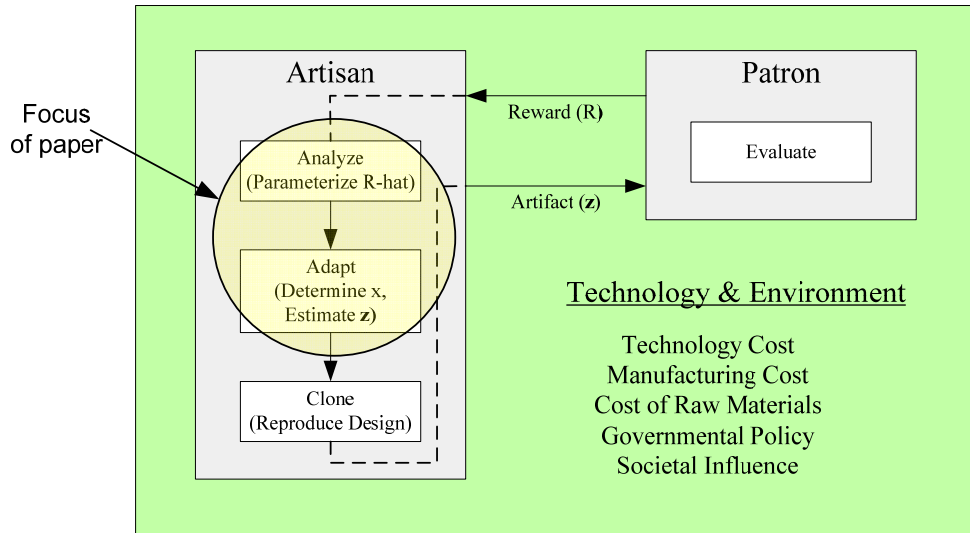 Focus
of paper
Artisan
Analyze
(Parameterize R-hat)
Adapt
(Determine x,
Estimate z)
Clone
(Reproduce Design)
Reward (R)
Artifact (z)
Patron
Evaluate
Technology & Environment
Technology Cost
Manufacturing Cost
Cost of Raw Materials
Governmental Policy
Societal Influence